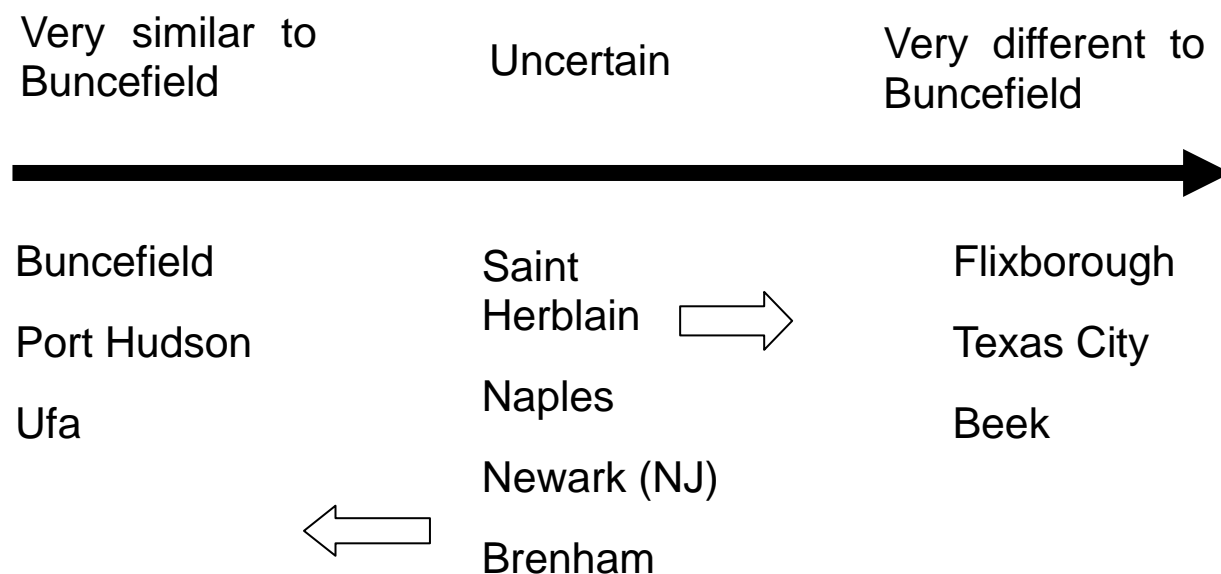 Very similar to
Buncefield
Uncertain
Very different to
Buncefield
Buncefield
Port Hudson
Ufa
Saint
Herblain
Naples
Newark (NJ)
Brenham
Flixborough
Texas City
Beek